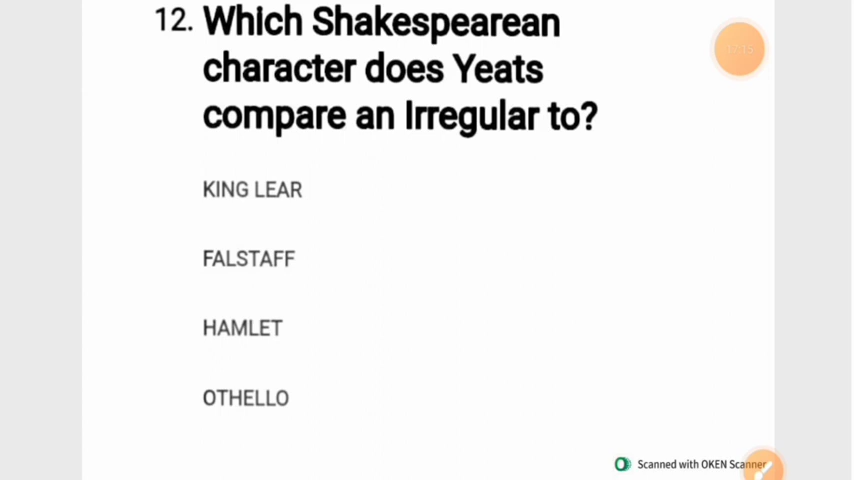 12. Which Shakespearean
character does Yeats
compare an Irregular to?
KING LEAR
FALSTAFF
HAMLET
OTHELLO
Scanned with OKEN Scanner